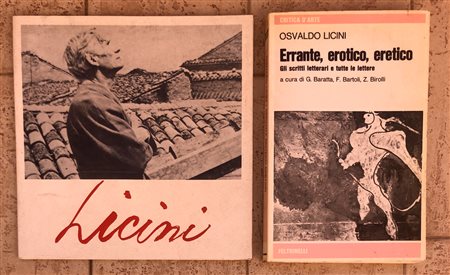 Licini
CRITICA D'ARTE
OSVALDO LICINI
Errante, erotico, eretico
Gli scritti letterari e tutte le lettere
a cura di G. Baratta, F. Bartoli, Z. Birolli
FELTRINELLI